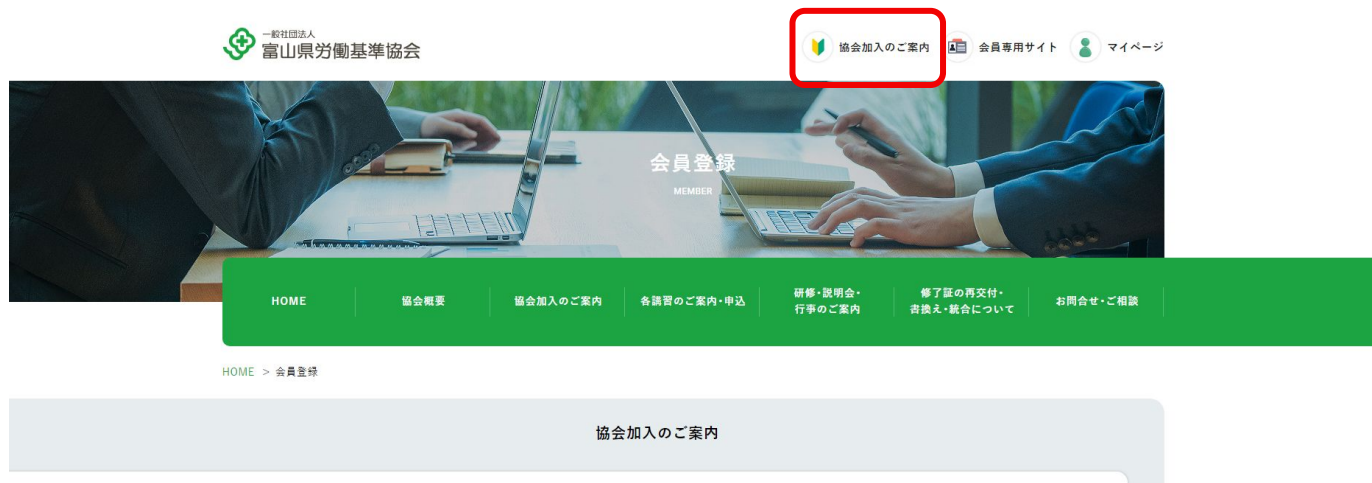 一般社団法人
富山県労働基準協会
協会加入のご案内
会員専用サイト
マイページ
会員登録
MEMBER
HOME
協会概要
協会加入のご案内
各講習のご案内・申込
研修・説明会・
行事のご案内
修了証の再交付・
書換え・統合について
お問合せ・ご相談
HOME > 会員登録
協会加入のご案内